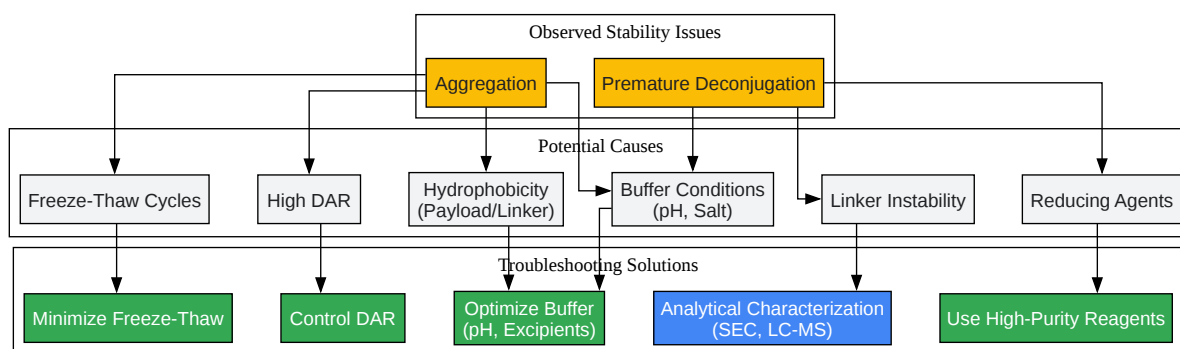 Observed Stability Issues
Aggregation
Premature Deconjugation
Potential Causes
Freeze-Thaw Cycles
High DAR
Hydrophobicity
(Payload/Linker)
Buffer Conditions
(pH, Salt)
Linker Instability
Reducing Agents
Troubleshooting Solutions
Minimize Freeze-Thaw
Control DAR
Optimize Buffer
(pH, Excipients)
Analytical Characterization
(SEC, LC-MS)
Use High-Purity Reagents